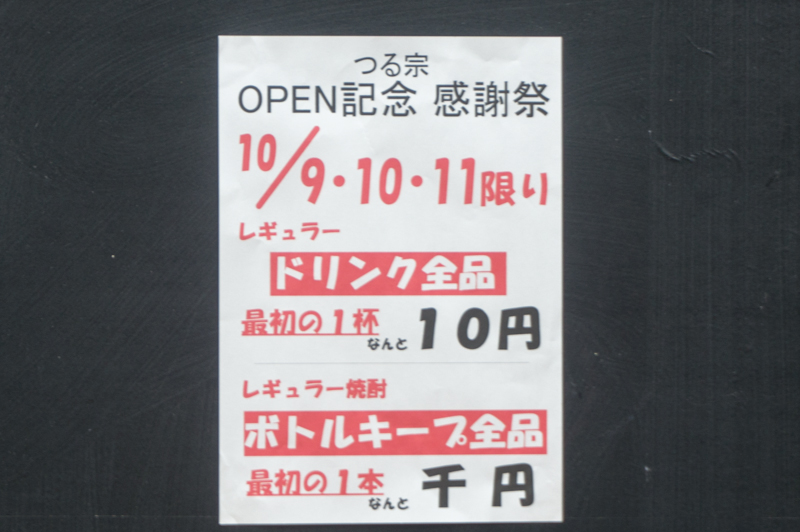 つる宗
OPEN記念 感謝祭
10/9・10・11限り
レギュラー
ドリンク全品
最初の1杯 なんと 10円
レギュラー焼酎
ボトルキープ全品
最初の1本 なんと 千円